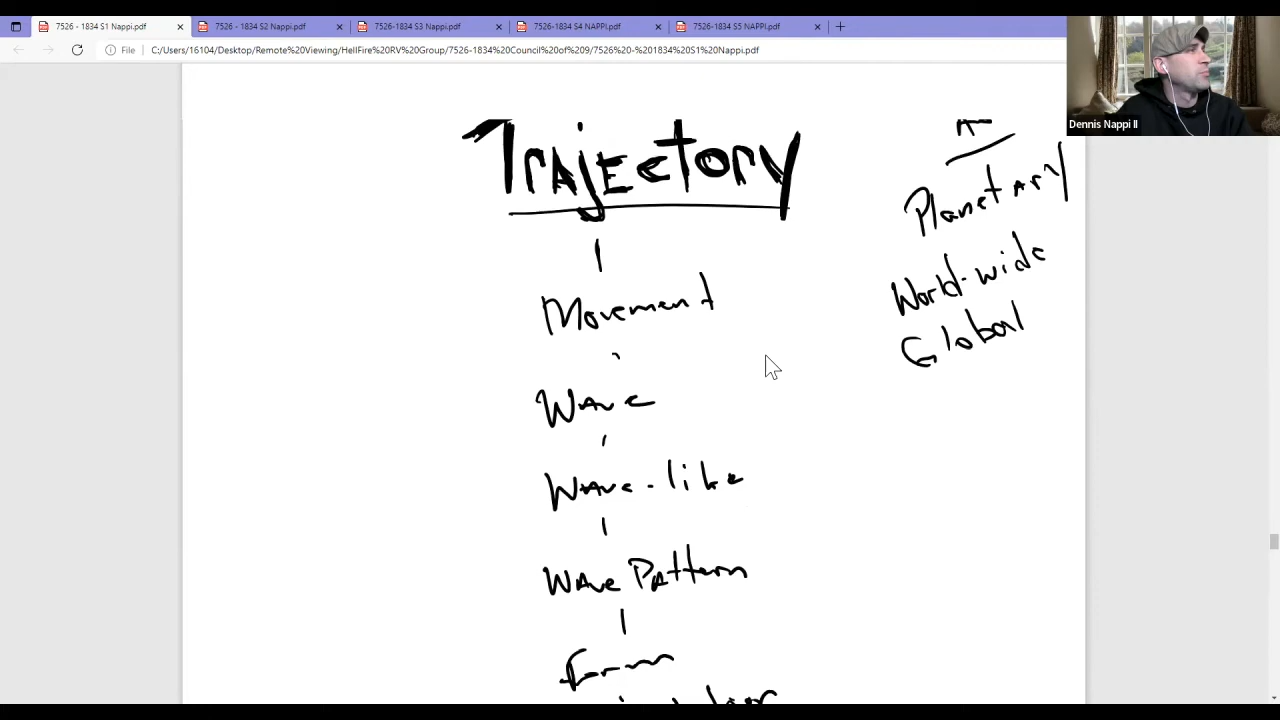 7526 - 1834 S1 Nappi.pdf
7526 - 1834 S2 Nappi.pdf
7526-1834 S3 Nappi.pdf
7526-1834 S4 NAPPI.pdf
7526-1834 S5 NAPPI.pdf
File
C:/Users/16104/Desktop/Remote%20Viewing/HellFire%20RV%20Group/7526-1834%20Council%20of%209/7526%20-%201834%20S1%20Nappi.pdf
Dennis Nappi II
Trajectory
Planetary
World-wide
Global
Movement
Wave
Wave-like
Wave Pattern
form